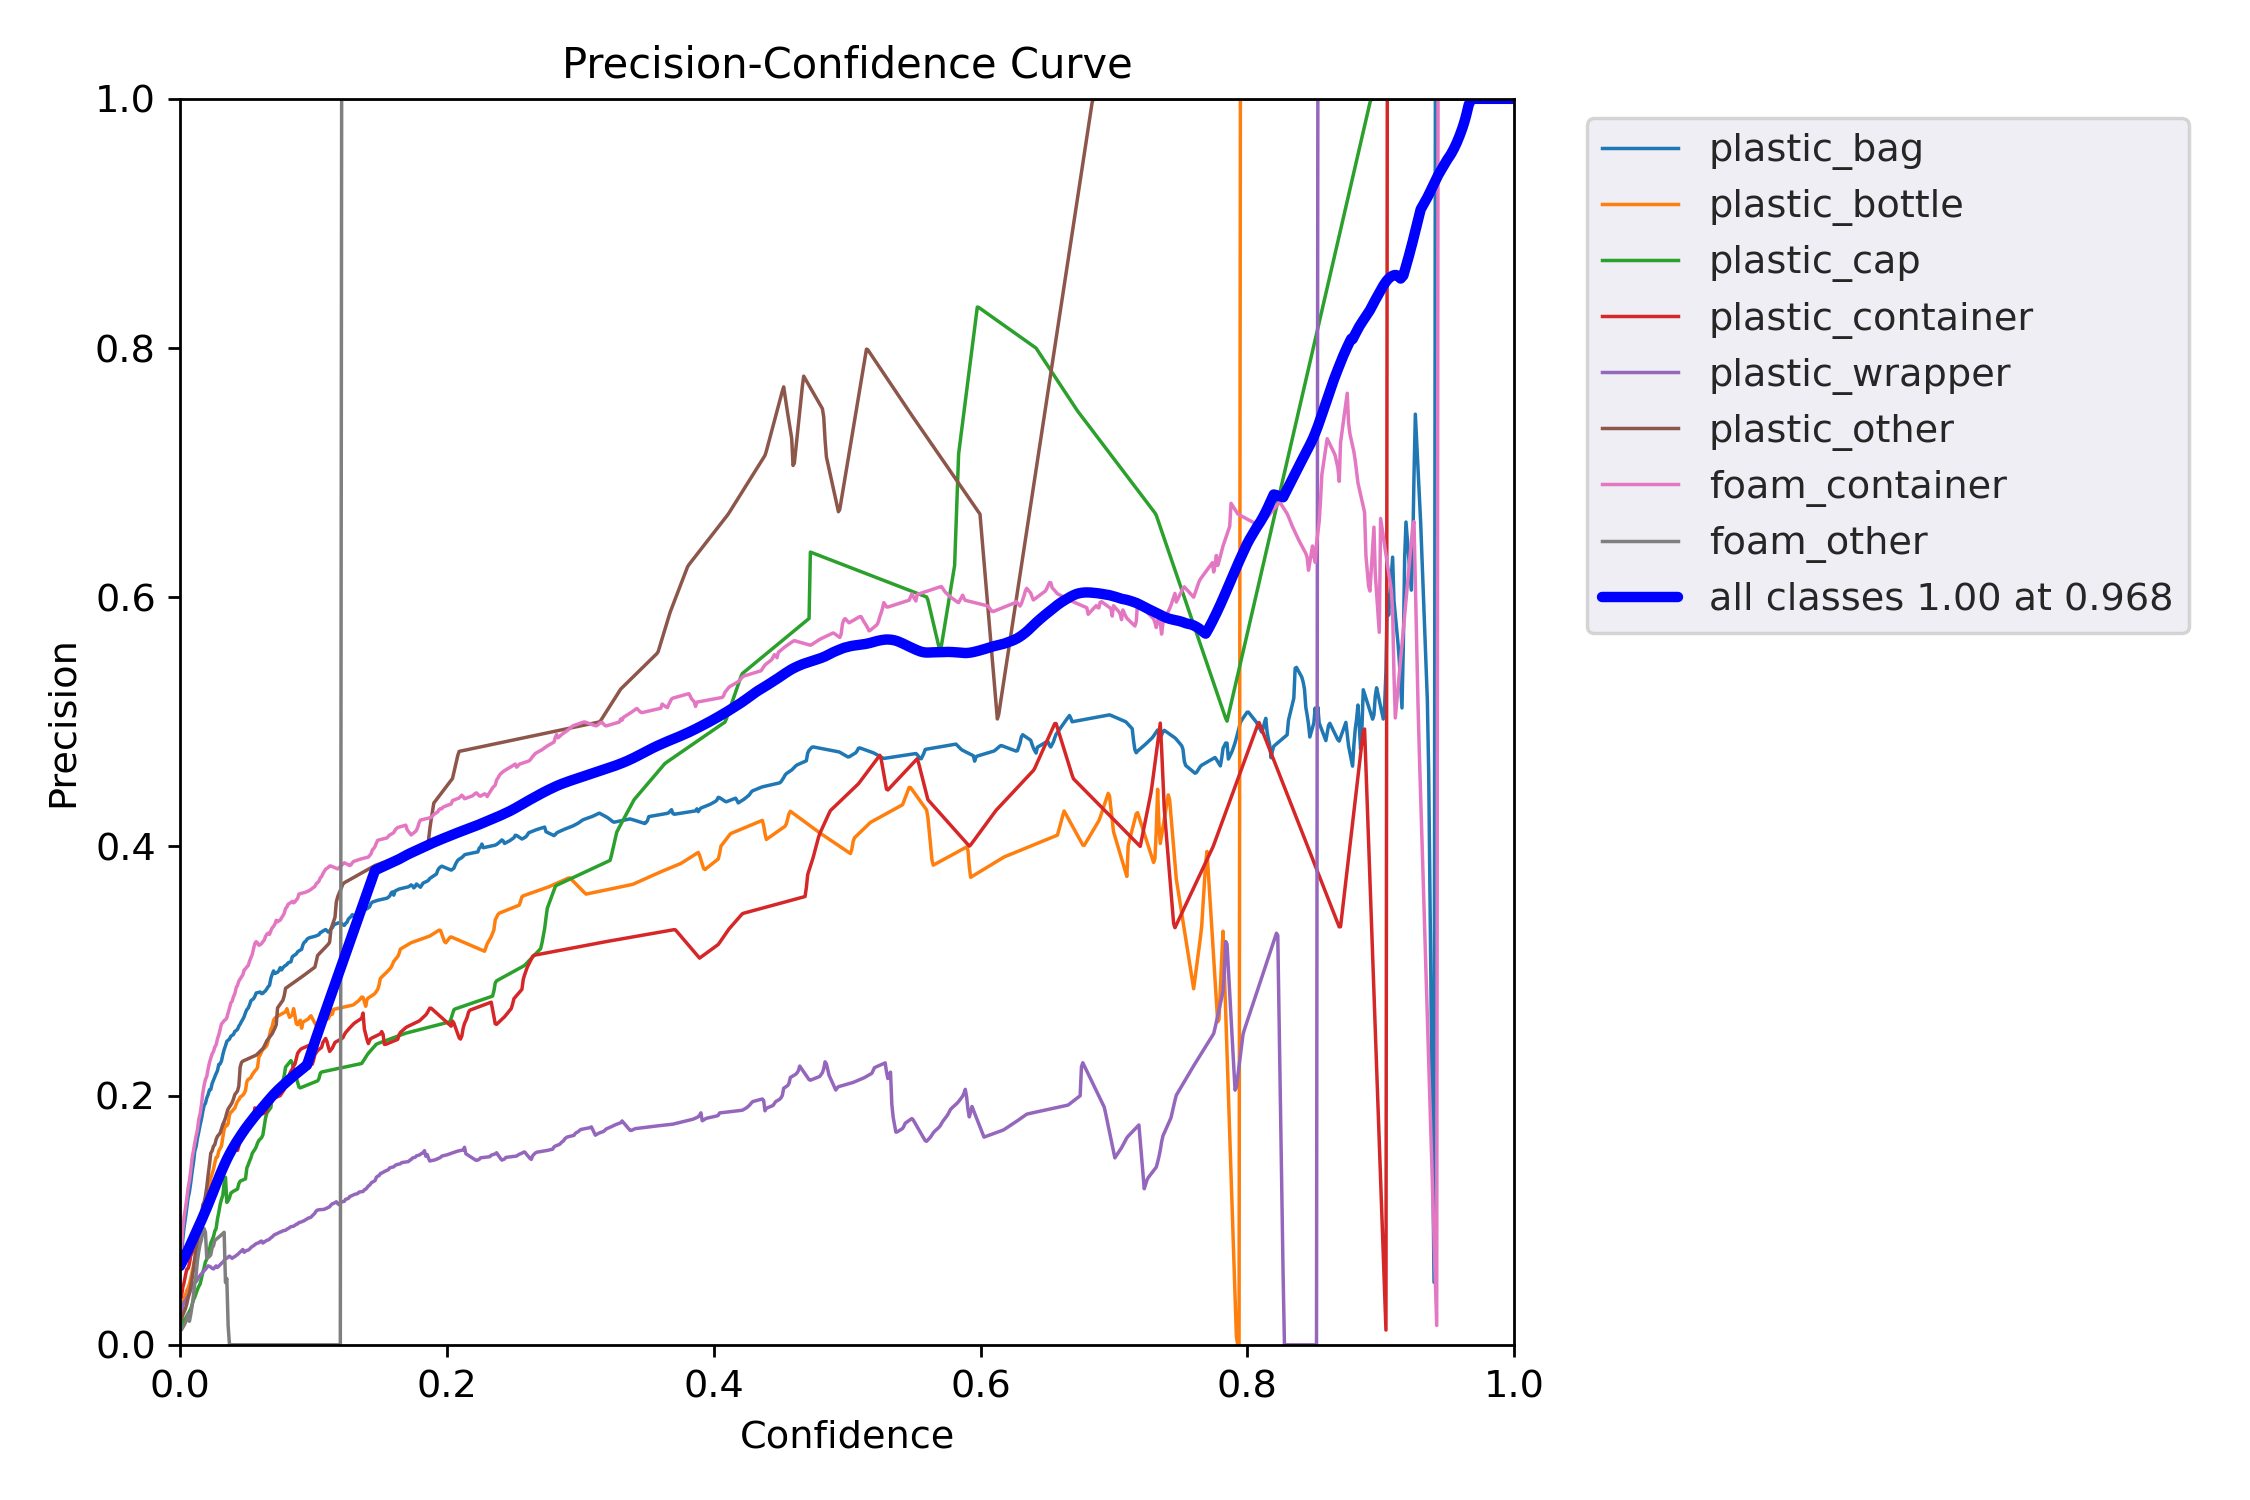 Precision-Confidence Curve
1.0
0.8
0.6
0.4
0.2
0.0
Precision
0.0 0.2 0.4 0.6 0.8 1.0
Confidence
plastic_bag
plastic_bottle
plastic_cap
plastic_container
plastic_wrapper
plastic_other
foam_container
foam_other
all classes 1.00 at 0.968